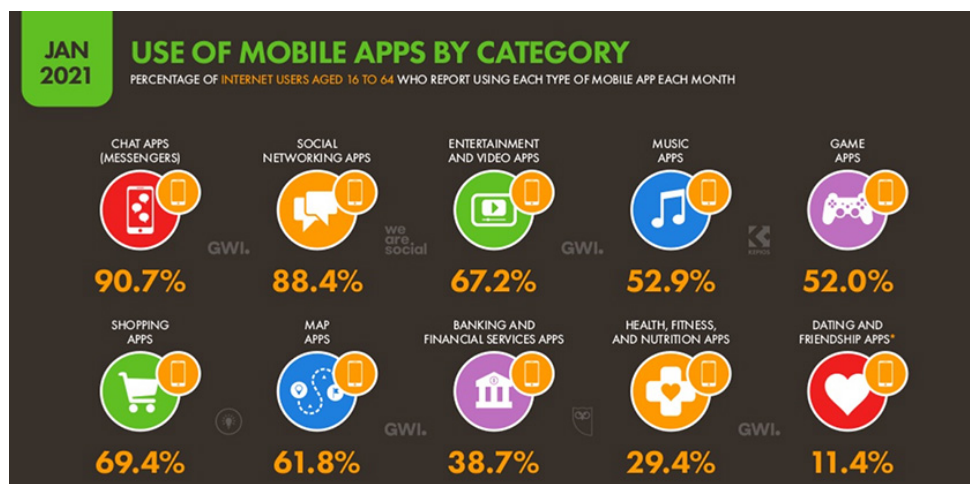 JAN
2021
USE OF MOBILE APPS BY CATEGORY
PERCENTAGE OF INTERNET USERS AGED 16 TO 64 WHO REPORT USING EACH TYPE OF MOBILE APP EACH MONTH
CHAT APPS
(MESSENGERS)
90.7%
SOCIAL
NETWORKING APPS
88.4%
ENTERTAINMENT
AND VIDEO APPS
67.2%
MUSIC
APPS
52.9%
GAME
APPS
52.0%
GWI.
we
are
social
GWI.
KEPIOS
SHOPPING
APPS
69.4%
MAP
APPS
61.8%
BANKING AND
FINANCIAL SERVICES APPS
38.7%
HEALTH, FITNESS,
AND NUTRITION APPS
29.4%
DATING AND
FRIENDSHIP APPS*
11.4%
GWI.
GWI.